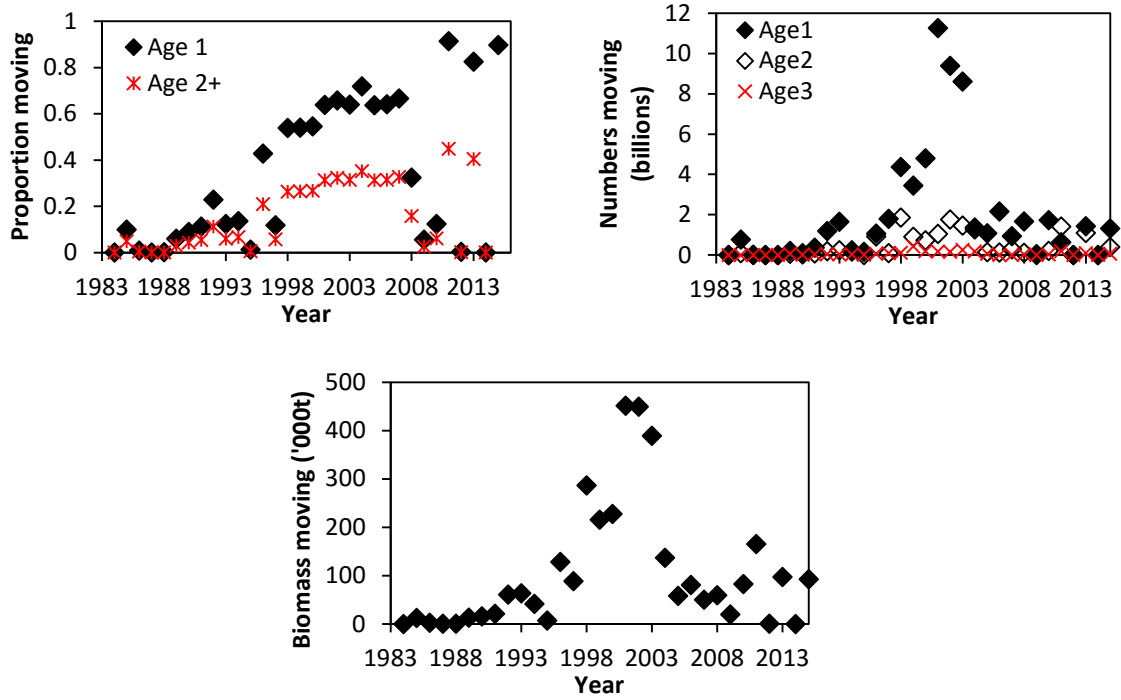 Proportion moving
1
0.8
0.6
0.4
0.2
0
Age 1
Age 2+
1983 1988 1993 1998 2003 2008 2013
Year
Numbers moving
(billions)
12
10
8
6
4
2
0
Age1
Age2
Age3
1983 1988 1993 1998 2003 2008 2013
Year
Biomass moving ('000t)
500
400
300
200
100
0
1983 1988 1993 1998 2003 2008 2013
Year